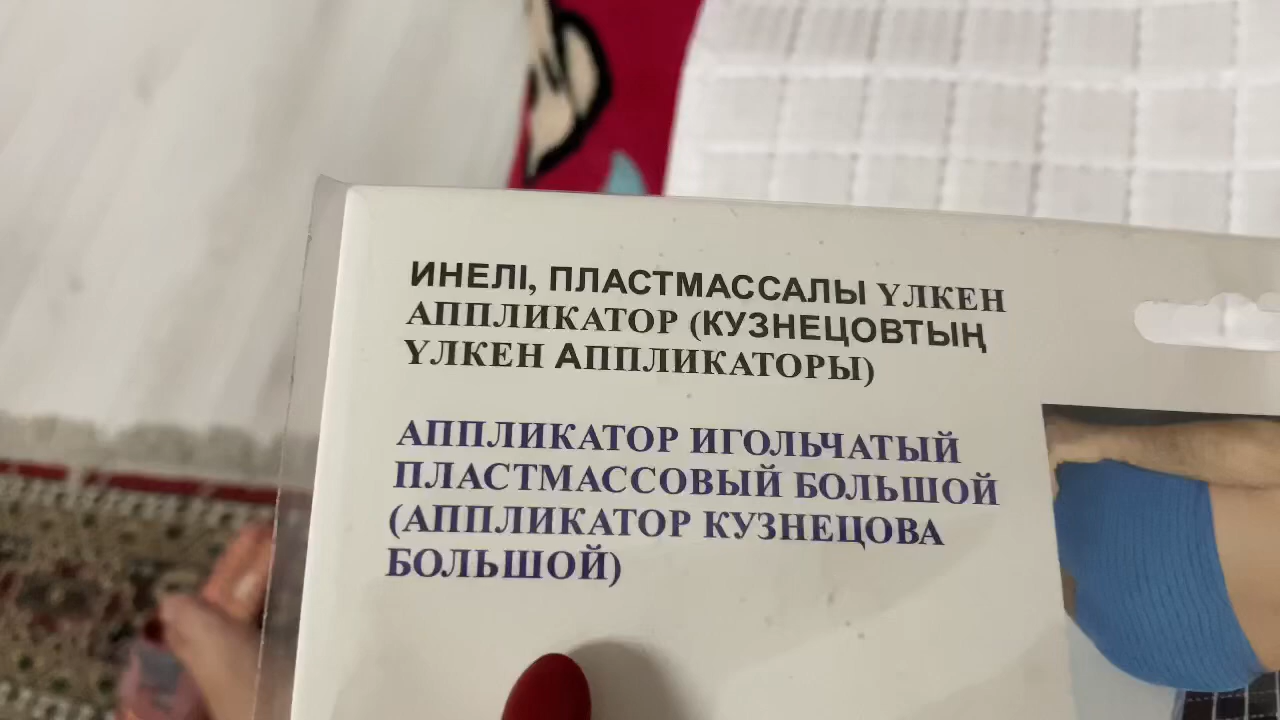 ИНЕЛІ, ПЛАСТМАССАЛЫ ҮЛКЕН
АППЛИКАТОР (КУЗНЕЦОВТЫҢ
ҮЛКЕН АППЛИКАТОРЫ)
АППЛИКАТОР ИГОЛЬЧАТЫЙ
ПЛАСТМАССОВЫЙ БОЛЬШОЙ
(АППЛИКАТОР КУЗНЕЦОВА
БОЛЬШОЙ)